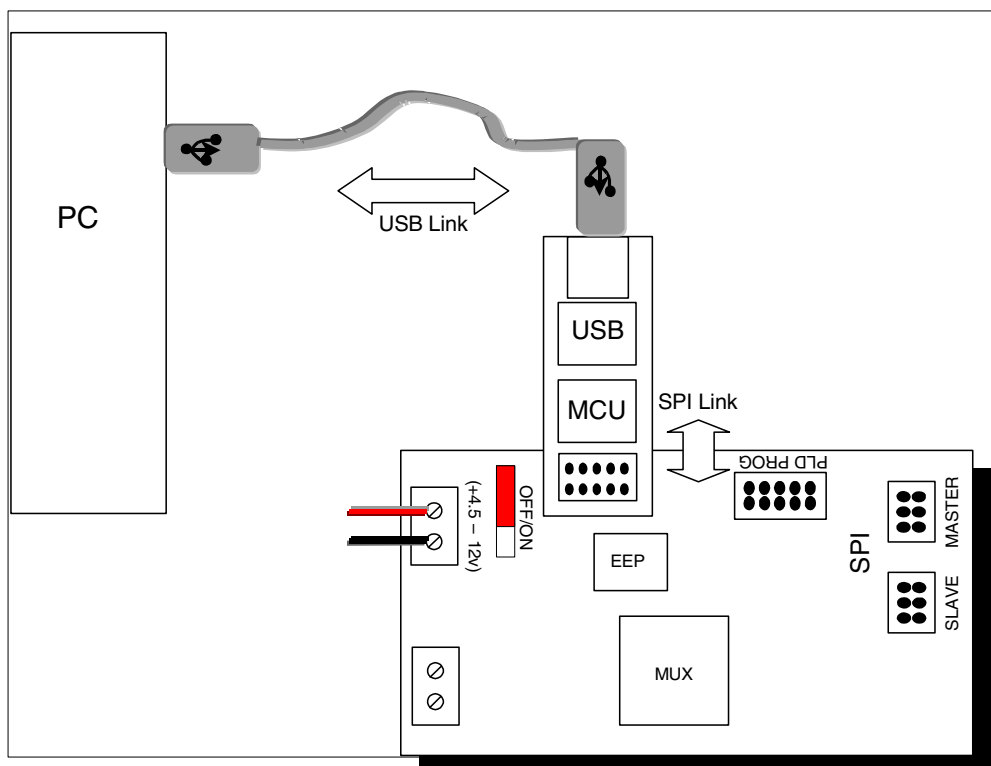 PC
USB Link
USB
MCU
SPI Link
PLD PROG
OFF/ON
(+4.5 – 12v)
EEP
SPI
MASTER
SLAVE
MUX